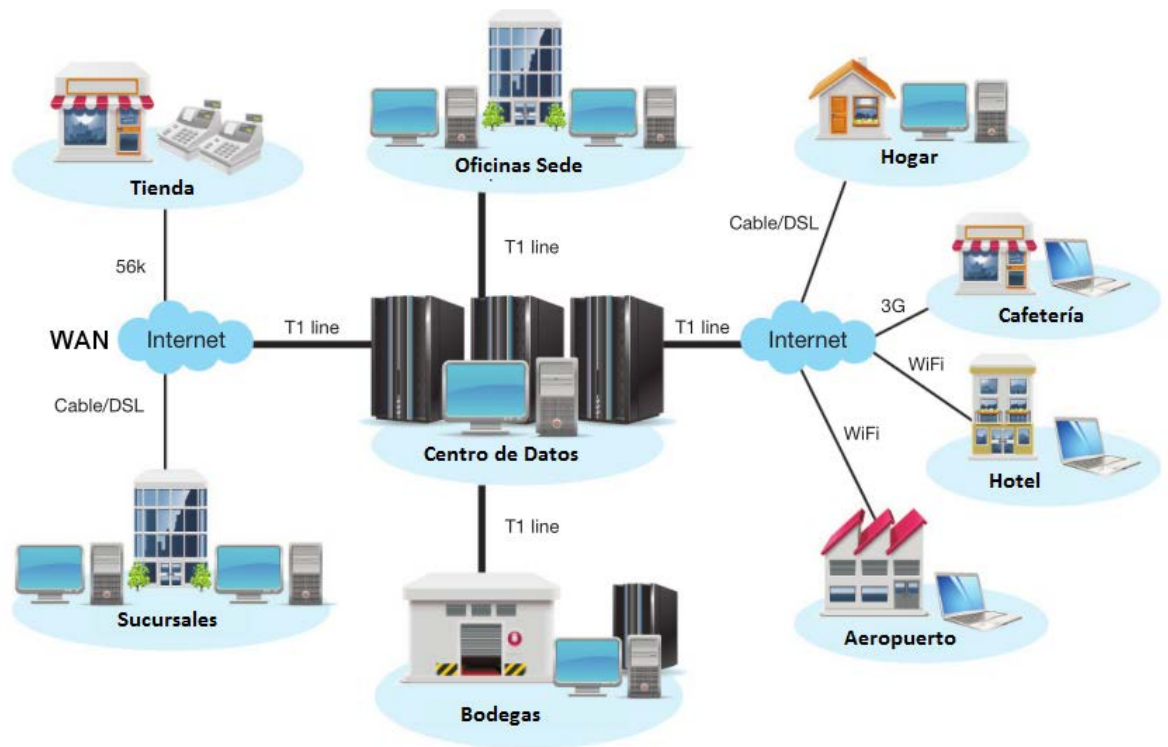 Oficinas Sede
Tienda
Hogar
T1 line
Cable/DSL
56k
3G
Cafetería
WAN
Internet
T1 line
T1 line
Internet
WiFi
Cable/DSL
WiFi
Centro de Datos
Hotel
T1 line
Sucursales
Aeropuerto
Bodegas